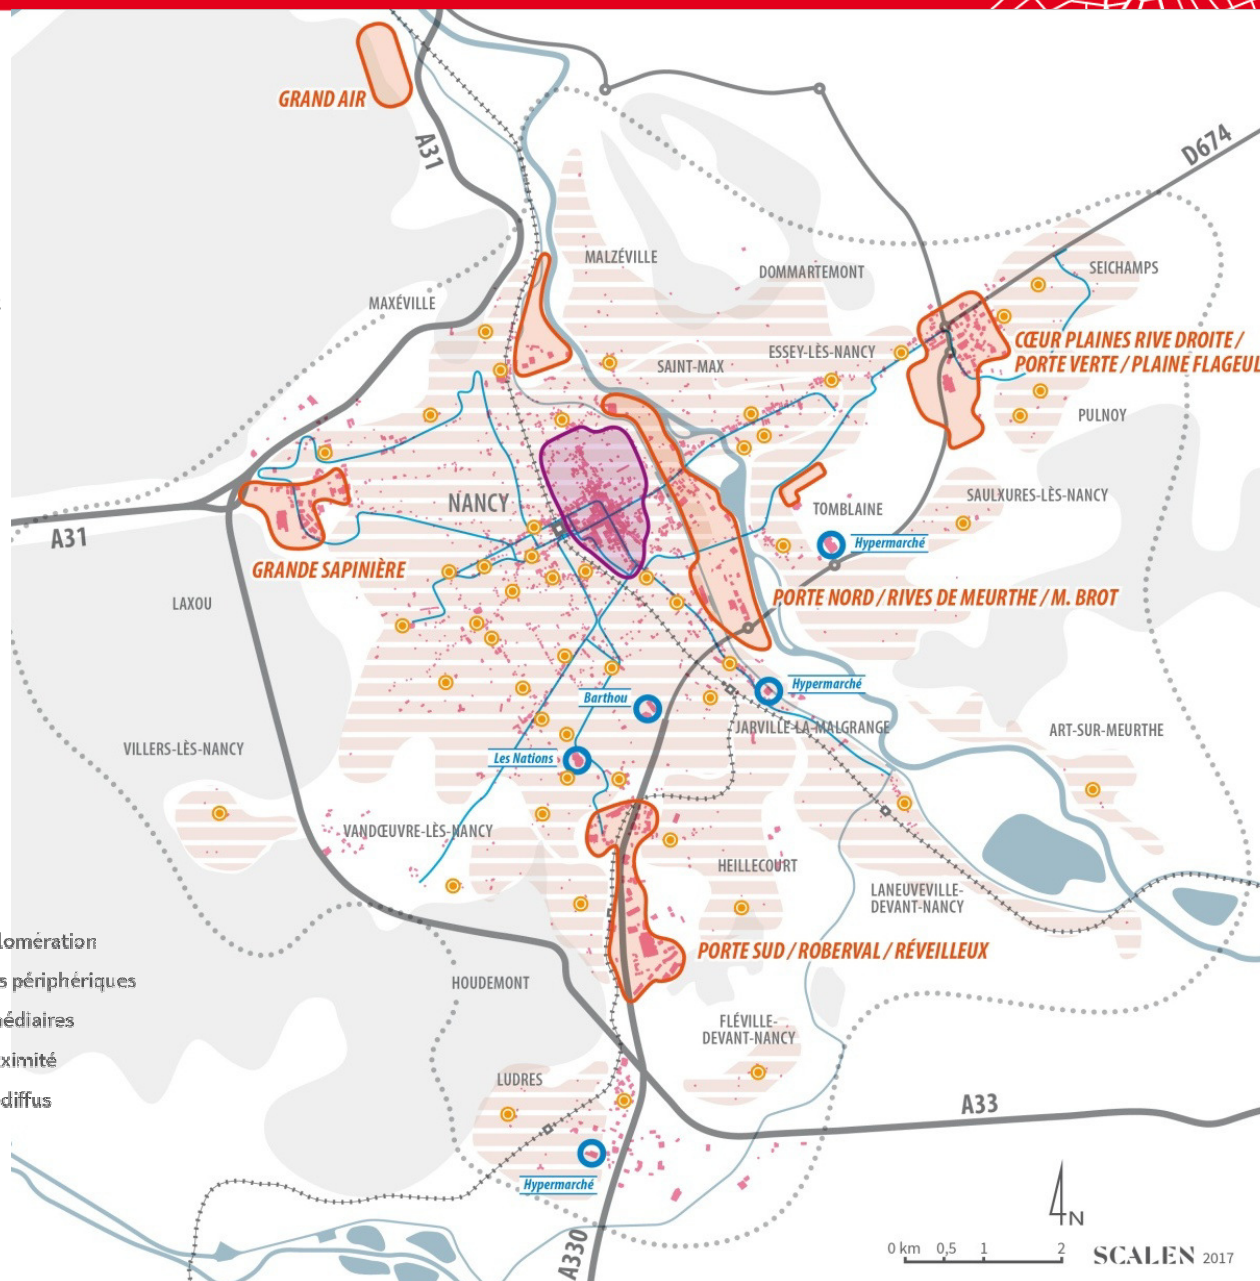 GRAND AIR
A31
D674
MALZÉVILLE
DOMMARTEMONT
SEICHAMPS
MAXÉVILLE
CŒUR PLAINES RIVE DROITE /
PORTE VERTE / PLAINE FLAGEUL
ESSEY-LÈS-NANCY
SAINT-MAX
PULNOY
NANCY
SAULXURES-LÈS-NANCY
TOMBLAINE
A31
Hypermarché
GRANDE SAPINIÈRE
LAXOU
PORTE NORD / RIVES DE MEURTHE / M. BROT
Hypermarché
Barthou
JARVILLE-LA-MALGRANGE
ART-SUR-MEURTHE
VILLERS-LÈS-NANCY
Les Nations
VANDŒUVRE-LÈS-NANCY
HEILLECOURT
LANEUVEVILLE-
DEVANT-NANCY
lomération
PORTE SUD / ROBERVAL / RÉVEILLEUX
s périphériques
HOUDEMONT
médiaires
FLÉVILLE-
DEVANT-NANCY
ximité
LUDRES
diffus
A33
Hypermarché
N
A330
0 km 0,5 1 2
SCALEN 2017